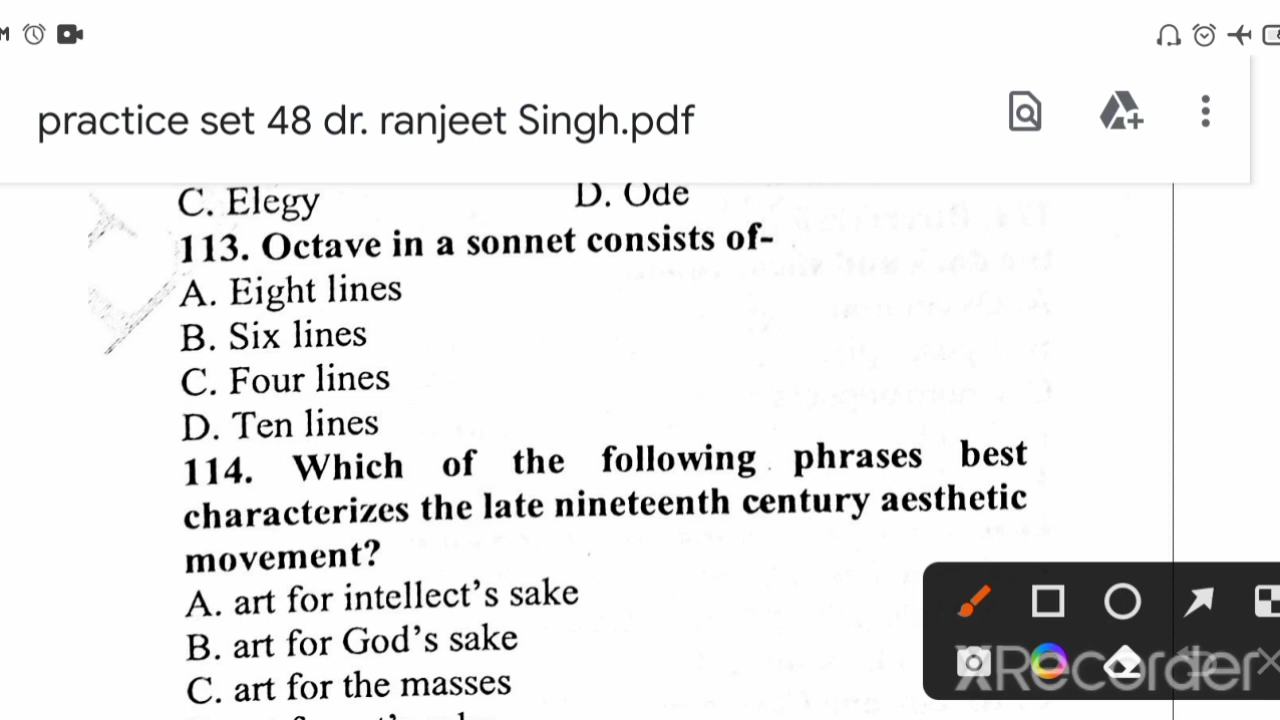 M
practice set 48 dr. ranjeet Singh.pdf
C. Elegy D. Ode
113. Octave in a sonnet consists of-
A. Eight lines
B. Six lines
C. Four lines
D. Ten lines
114. Which of the following phrases best
characterizes the late nineteenth century aesthetic
movement?
A. art for intellect's sake
B. art for God's sake
C. art for the masses
XRecorder